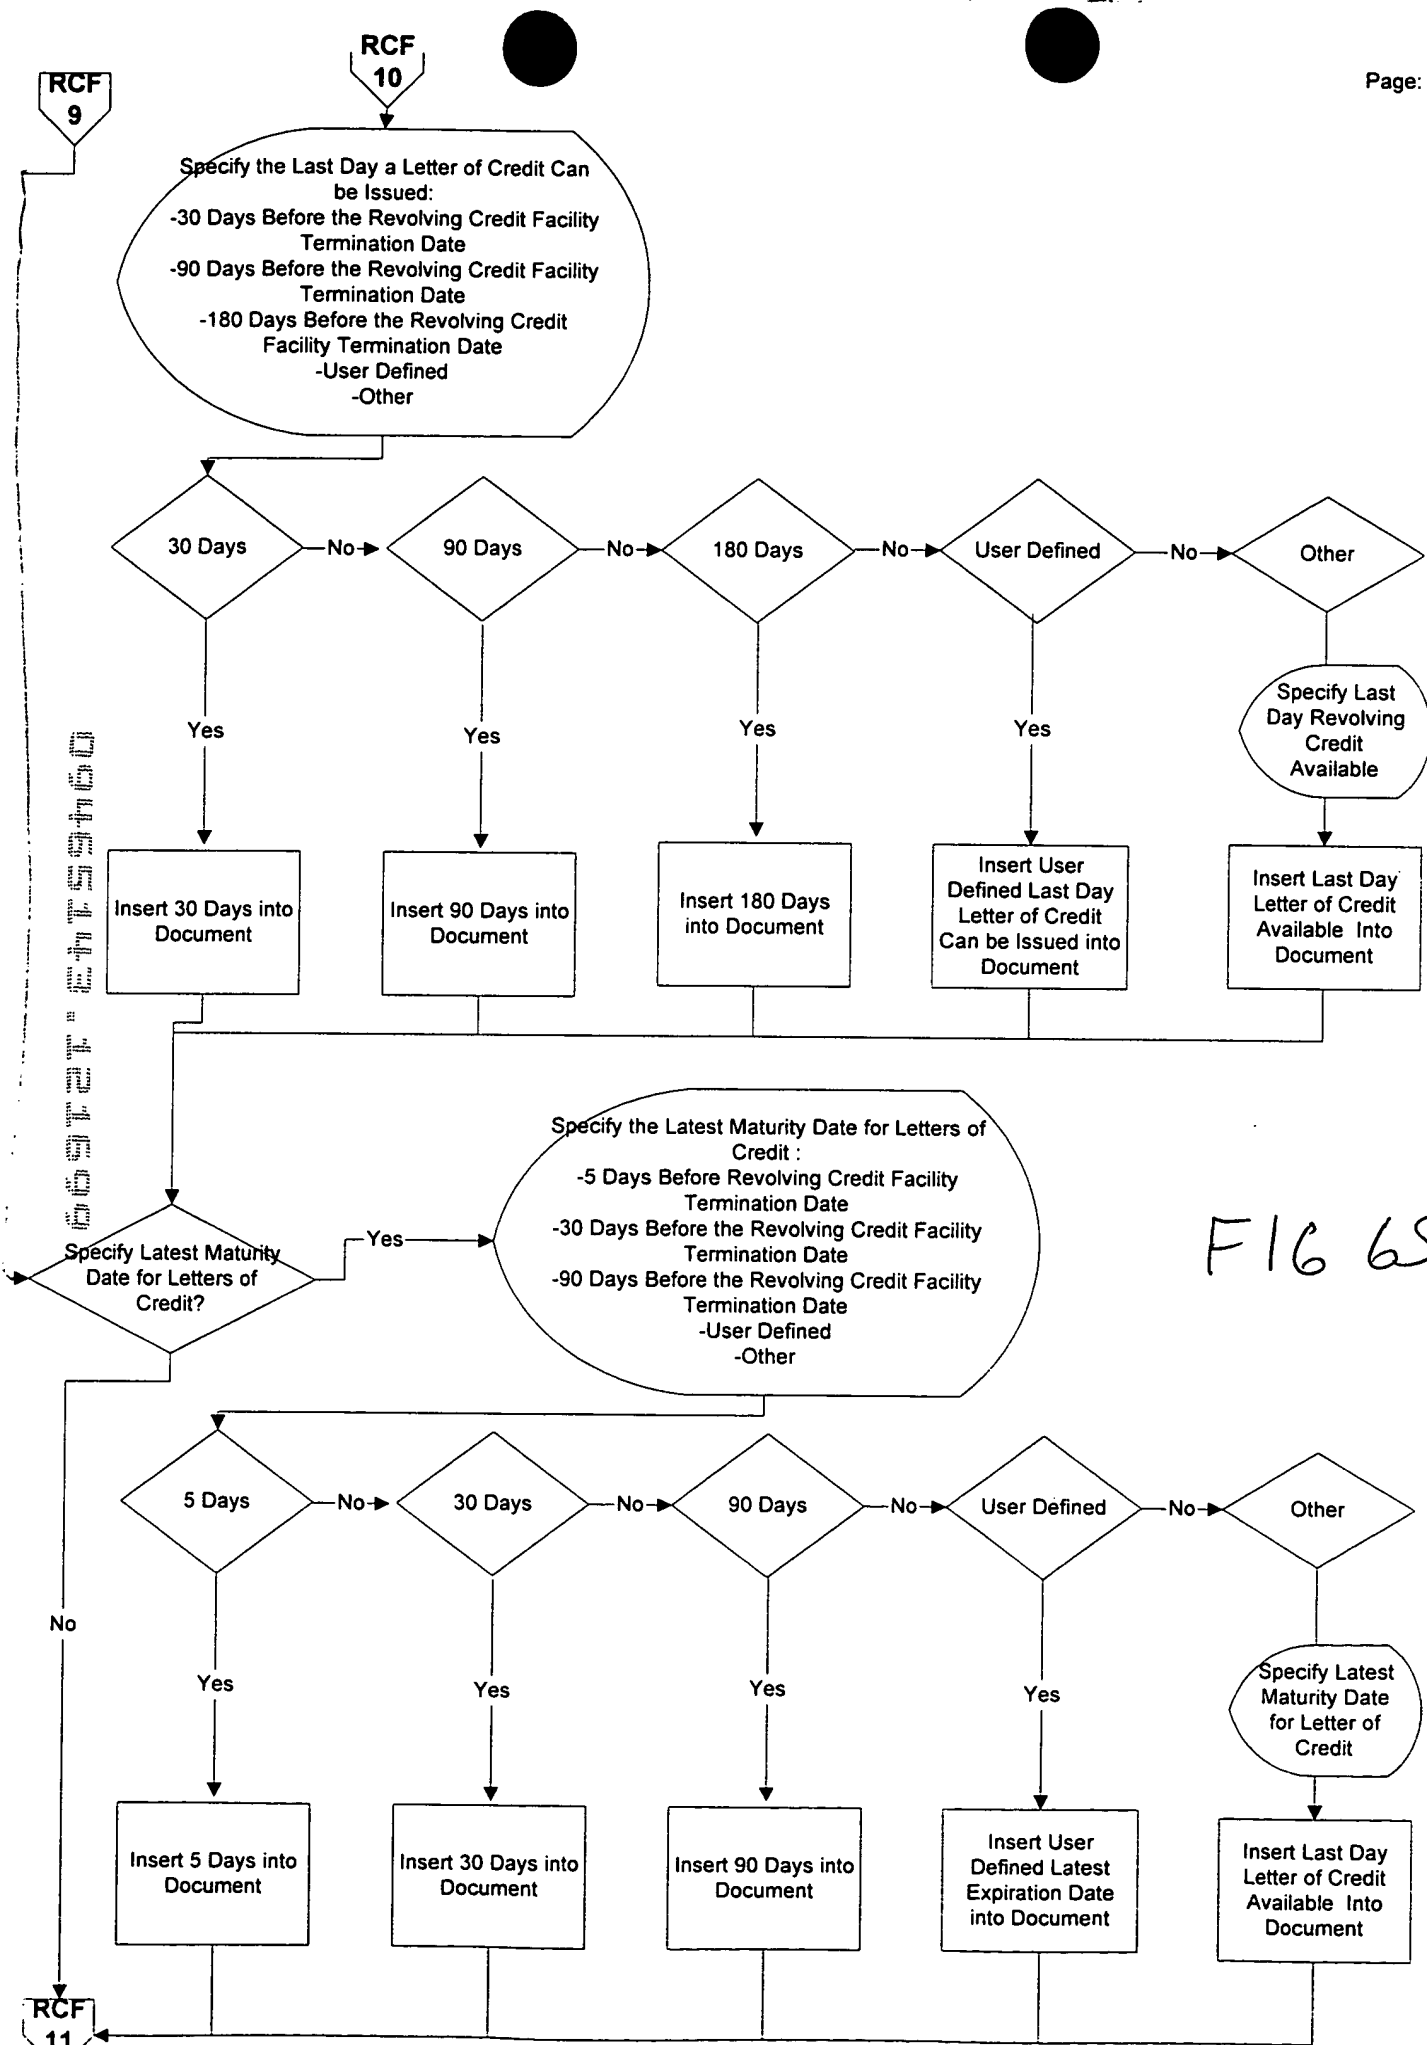 RCF
9
RCF
10
Page:
Specify the Last Day a Letter of Credit Can
be Issued:
-30 Days Before the Revolving Credit Facility
Termination Date
-90 Days Before the Revolving Credit Facility
Termination Date
-180 Days Before the Revolving Credit
Facility Termination Date
-User Defined
-Other
30 Days
No
90 Days
No
180 Days
No
User Defined
No
Other
Yes
Yes
Yes
Yes
Specify Last
Day Revolving
Credit
Available
Insert 30 Days into
Document
Insert 90 Days into
Document
Insert 180 Days
into Document
Insert User
Defined Last Day
Letter of Credit
Can be Issued into
Document
Insert Last Day
Letter of Credit
Available Into
Document
09465143.121699
Specify Latest Maturity
Date for Letters of
Credit?
Yes
Specify the Latest Maturity Date for Letters of
Credit :
-5 Days Before Revolving Credit Facility
Termination Date
-30 Days Before the Revolving Credit Facility
Termination Date
-90 Days Before the Revolving Credit Facility
Termination Date
-User Defined
-Other
5 Days
No
30 Days
No
90 Days
No
User Defined
No
Other
No
Yes
Yes
Yes
Yes
Specify Latest
Maturity Date
for Letter of
Credit
Insert 5 Days into
Document
Insert 30 Days into
Document
Insert 90 Days into
Document
Insert User
Defined Latest
Expiration Date
into Document
Insert Last Day
Letter of Credit
Available Into
Document
RCF
11
FIG